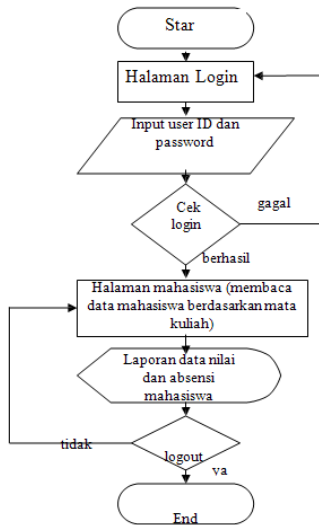 Star
Halaman Login
Input user ID dan
password
Cek
login
gagal
berhasil
Halaman mahasiswa (membaca
data mahasiswa berdasarkan mata
kuliah)
Laporan data nilai
dan absensi
mahasiswa
tidak
logout
va
End